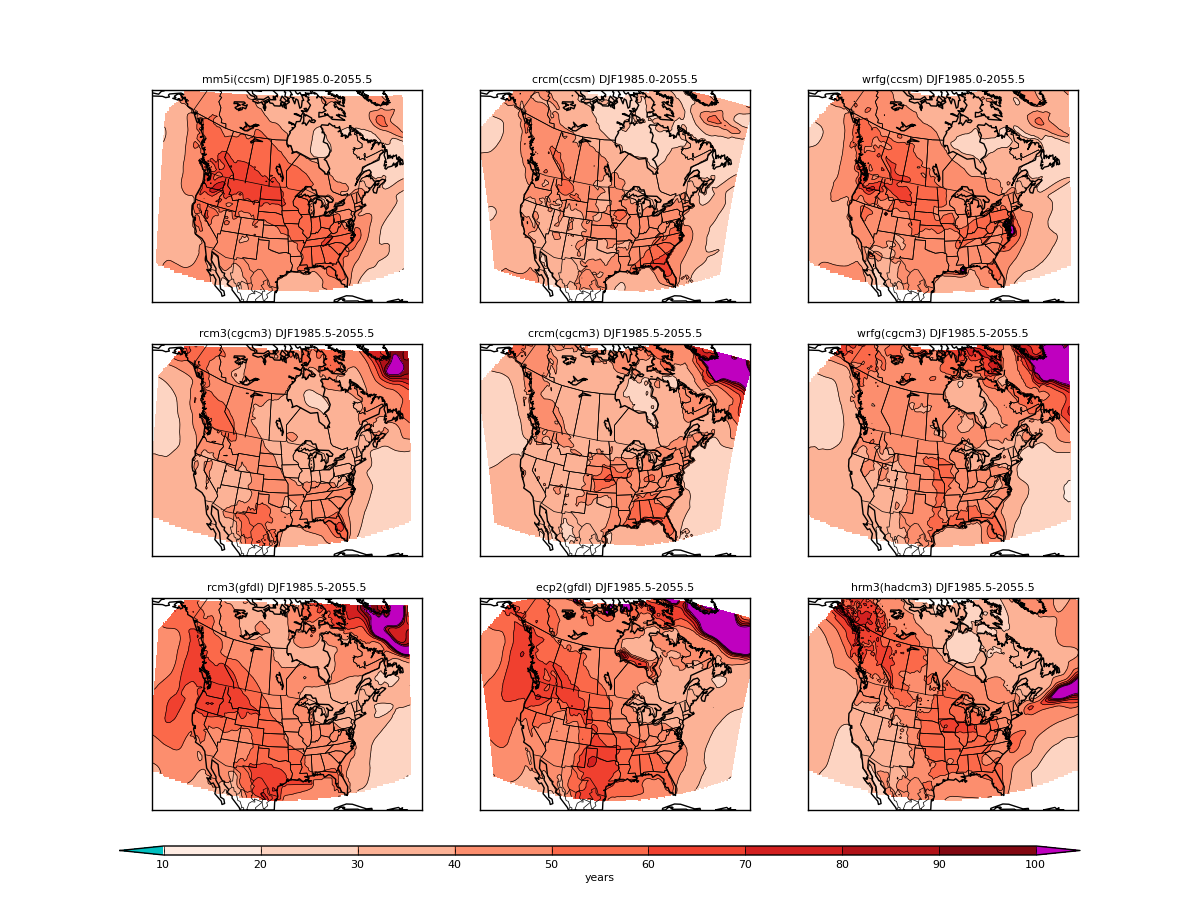 mm5i(ccsm) DJF1985.0-2055.5
crcm(ccsm) DJF1985.0-2055.5
wrfg(ccsm) DJF1985.0-2055.5
rcm3(cgcm3) DJF1985.5-2055.5
crcm(cgcm3) DJF1985.5-2055.5
wrfg(cgcm3) DJF1985.5-2055.5
rcm3(gfdl) DJF1985.5-2055.5
ecp2(gfdl) DJF1985.5-2055.5
hrm3(hadcm3) DJF1985.5-2055.5
10 20 30 40 50 60 70 80 90 100
years